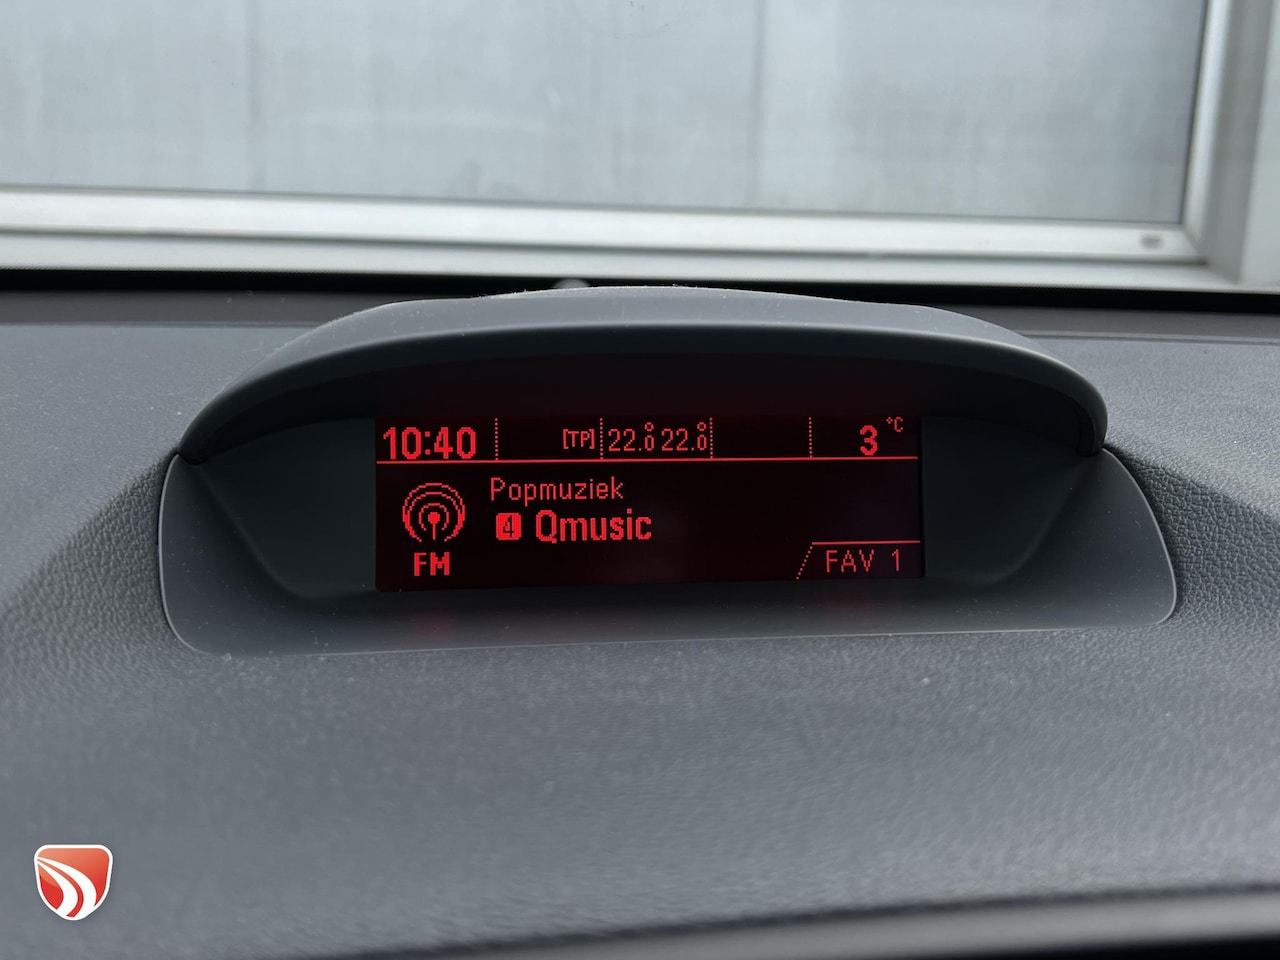 10:40 [TP] 22.0° 22.0° 3 °C
Popmuziek
4 Qmusic
FM
FAV 1